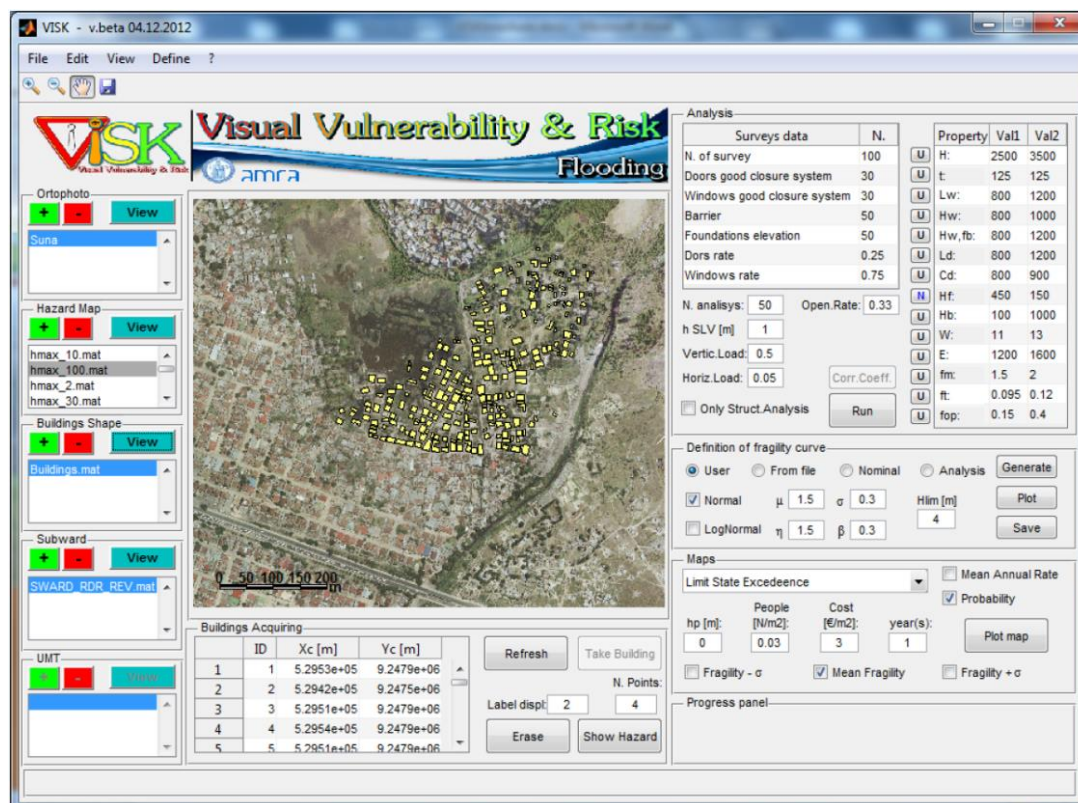 VISK - v.beta 04.12.2012
File Edit View Define ?
ViSK
Visual Vulnerability & Risk
Visual Vulnerability & Risk
amra
Flooding
Ortophoto
+ - View
Suna
Hazard Map
+ - View
hmax_10.mat
hmax_100.mat
hmax_2.mat
hmax_30.mat
Buildings Shape
+ - View
Buildings.mat
Subward
+ - View
SWARD_RDR_REV.mat
UMT
+ - View
0 50 100 150 200
m
Buildings Acquiring
ID Xc [m] Yc [m]
1 1 5.2953e+05 9.2479e+06
2 2 5.2942e+05 9.2475e+06
3 3 5.2951e+05 9.2479e+06
4 4 5.2954e+05 9.2479e+06
5 5 5.2951e+05 9.2479e+06
Refresh Take Building
N. Points:
Label displ: 2 4
Erase Show Hazard
Analysis
Surveys data N.
N. of survey 100
Doors good closure system 30
Windows good closure system 30
Barrier 50
Foundations elevation 50
Dors rate 0.25
Windows rate 0.75
N. analisys: 50 Open.Rate: 0.33
h SLV [m] 1
Vertic.Load: 0.5
Horiz.Load: 0.05 Corr.Coeff.
Only Struct.Analysis Run
Property Val1 Val2
U H: 2500 3500
U t: 125 125
U Lw: 800 1200
U Hw: 800 1000
U Hw,fb: 800 1200
U Ld: 800 1200
U Cd: 800 900
N Hf: 450 150
U Hb: 100 1000
U W: 11 13
U E: 1200 1600
U fm: 1.5 2
U ft: 0.095 0.12
U fop: 0.15 0.4
Definition of fragility curve
User From file Nominal Analysis Generate
Normal μ 1.5 σ 0.3 Hlim [m] Plot
LogNormal η 1.5 β 0.3 4 Save
Maps
Limit State Excedeence Mean Annual Rate
Probability
hp [m]: People [N/m2]: Cost [€/m2]: year(s):
0 0.03 3 1 Plot map
Fragility - σ Mean Fragility Fragility + σ
Progress panel